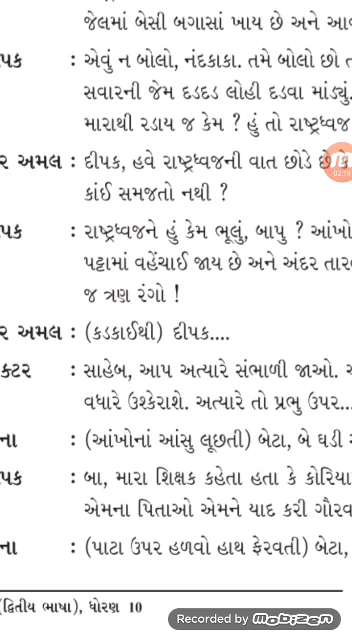 જેલમાં બેસી બગાસાં ખાય છે અને
પક : એવું ન બોલો, નંદકાકા. તમે બોલો છો
સવારની જેમ દડદડ લોહી દડવા માંડ્યું.
મારાથી રડાય જ કેમ ? હું તો રાષ્ટ્રધ્વજ
ર અમલ : દીપક, હવે રાષ્ટ્રધ્વજની વાત છોડે છે કે
02:19
કાંઈ સમજતો નથી ?
પક : રાષ્ટ્રધ્વજને હું કેમ ભૂલું, બાપુ ? આંખો
પટ્ટામાં વહેંચાઈ જાય છે અને અંદર
જ ત્રણ રંગો !
ર અમલ : (કડકાઈથી) દીપક....
ક્ટર : સાહેબ, આપ અત્યારે સંભાળી જાઓ.
વધારે ઉશ્કેરાશે. અત્યારે તો પ્રભુ ઉપર...
ના : (આંખોનાં આંસુ લૂછતી) બેટા, બે ઘડી
પક : બા, મારા શિક્ષક કહેતા હતા કે કોરિયા
એમના પિતાઓ એમને યાદ કરી ગૌરવ
ના : (પાટા ઉપર હળવો હાથ ફેરવતી) બેટા,
(દ્વિતીય ભાષા), ધોરણ 10
Recorded by mobizen